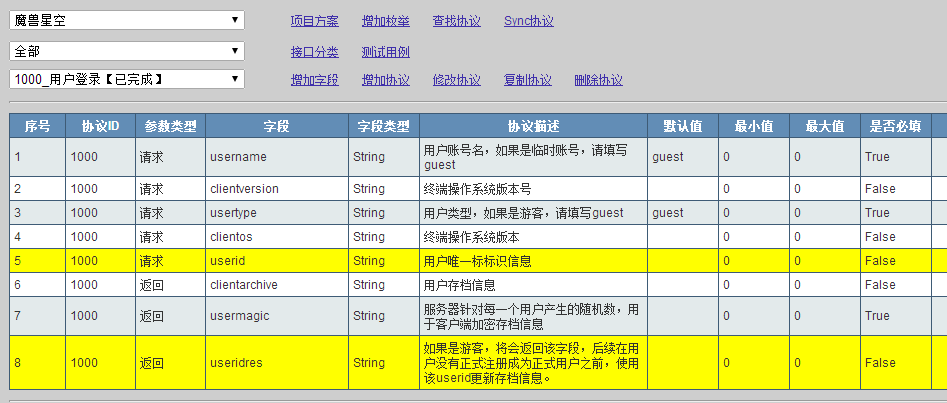 魔兽星空 项目方案 增加枚举 查找协议 Sync协议
全部 接口分类 测试用例
1000_用户登录【已完成】 增加字段 增加协议 修改协议 复制协议 删除协议
序号 协议ID 参数类型 字段 字段类型 协议描述 默认值 最小值 最大值 是否必填
1 1000 请求 username String 用户账号名，如果是临时账号，请填写
guest guest 0 0 True
2 1000 请求 clientversion String 终端操作系统版本号 0 0 False
3 1000 请求 usertype String 用户类型，如果是游客，请填写guest guest 0 0 True
4 1000 请求 clientos String 终端操作系统版本 0 0 False
5 1000 请求 userid String 用户唯一标标识信息 0 0 False
6 1000 返回 clientarchive String 用户存档信息 0 0 False
7 1000 返回 usermagic String 服务器针对每一个用户产生的随机数，用
于客户端加密存档信息 0 0 True
8 1000 返回 useridres String 如果是游客，将会返回该字段，后续在用
户没有正式注册成为正式用户之前，使用
该userid更新存档信息。 0 0 False